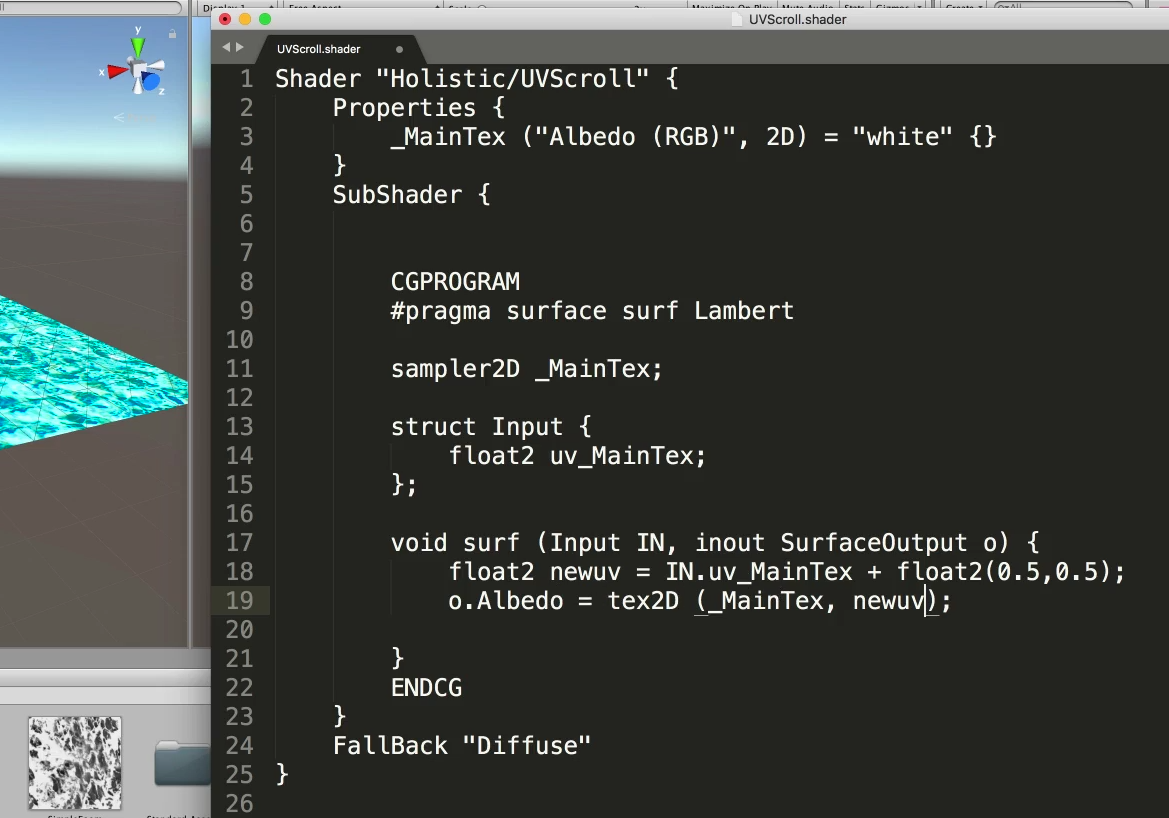 UVScroll.shader
UVScroll.shader
1 Shader "Holistic/UVScroll" {
2 Properties {
3 _MainTex ("Albedo (RGB)", 2D) = "white" {}
4 }
5 SubShader {
6
7
8 CGPROGRAM
9 #pragma surface surf Lambert
10
11 sampler2D _MainTex;
12
13 struct Input {
14 float2 uv_MainTex;
15 };
16
17 void surf (Input IN, inout SurfaceOutput o) {
18 float2 newuv = IN.uv_MainTex + float2(0.5,0.5);
19 o.Albedo = tex2D (_MainTex, newuv);
20
21 }
22 ENDCG
23 }
24 FallBack "Diffuse"
25 }
26
y
x
z